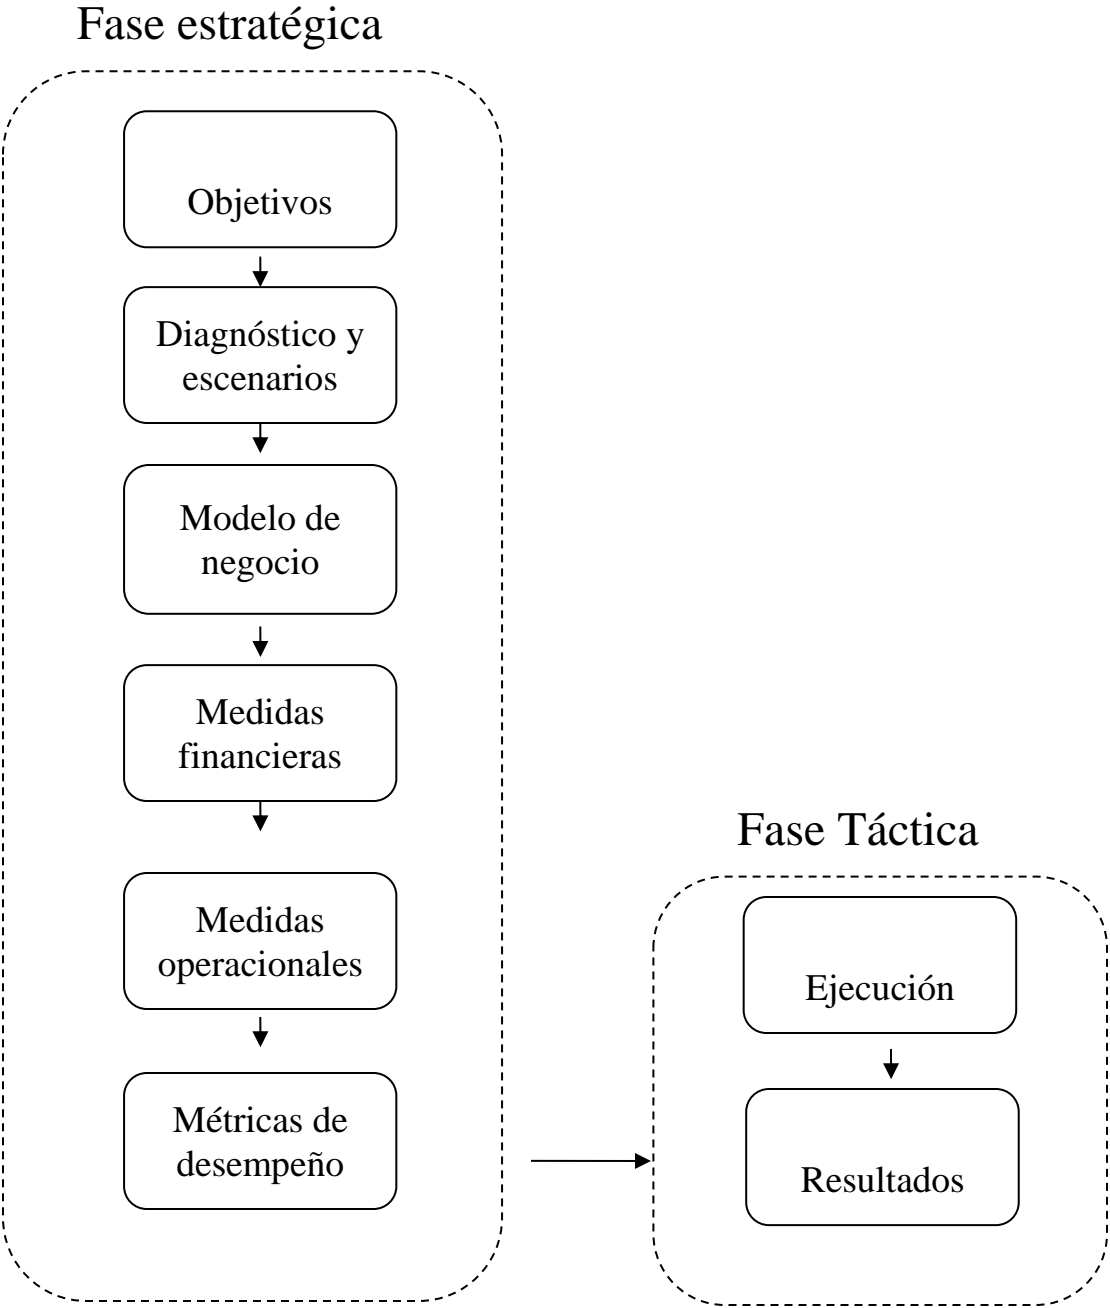 Fase estratégica
Objetivos
Diagnóstico y
escenarios
Modelo de
negocio
Medidas
financieras
Medidas
operacionales
Métricas de
desempeño
Fase Táctica
Ejecución
Resultados